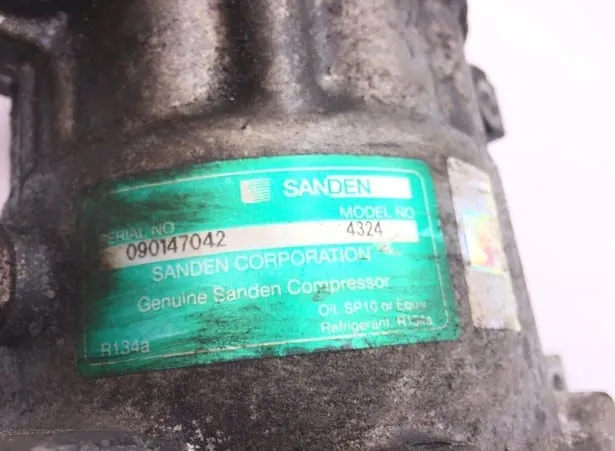 SANDEN
SERIAL NO
MODEL NO
090147042
4324
SANDEN CORPORATION
Genuine Sanden Compressor
Oil, SP10 or Equiv.
Refrigerant, R134a
R134a